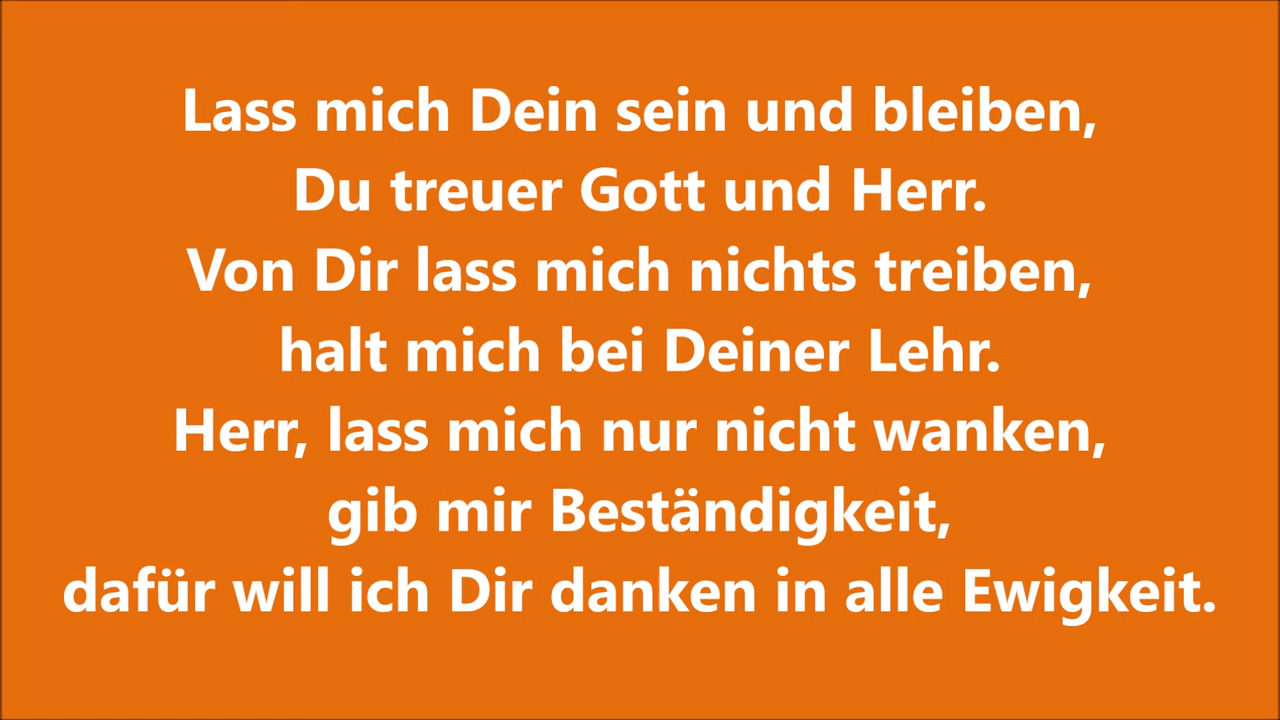 Lass mich Dein sein und bleiben,
Du treuer Gott und Herr.
Von Dir lass mich nichts treiben,
halt mich bei Deiner Lehr.
Herr, lass mich nur nicht wanken,
gib mir Beständigkeit,
dafür will ich Dir danken in alle Ewigkeit.